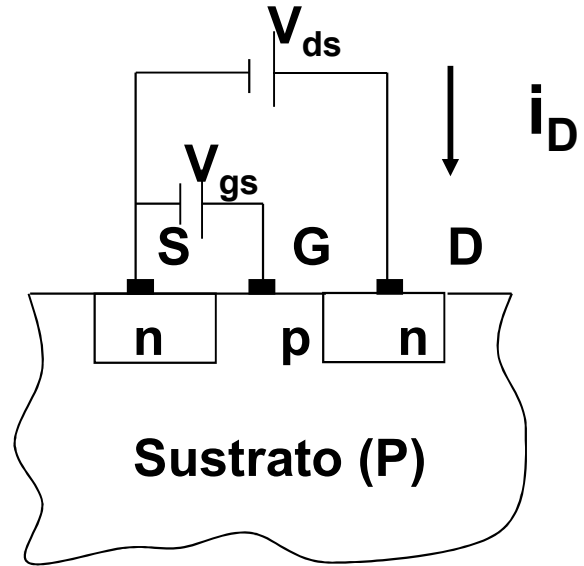 Vds
iD
Vgs
S G D
n p n
Sustrato (P)